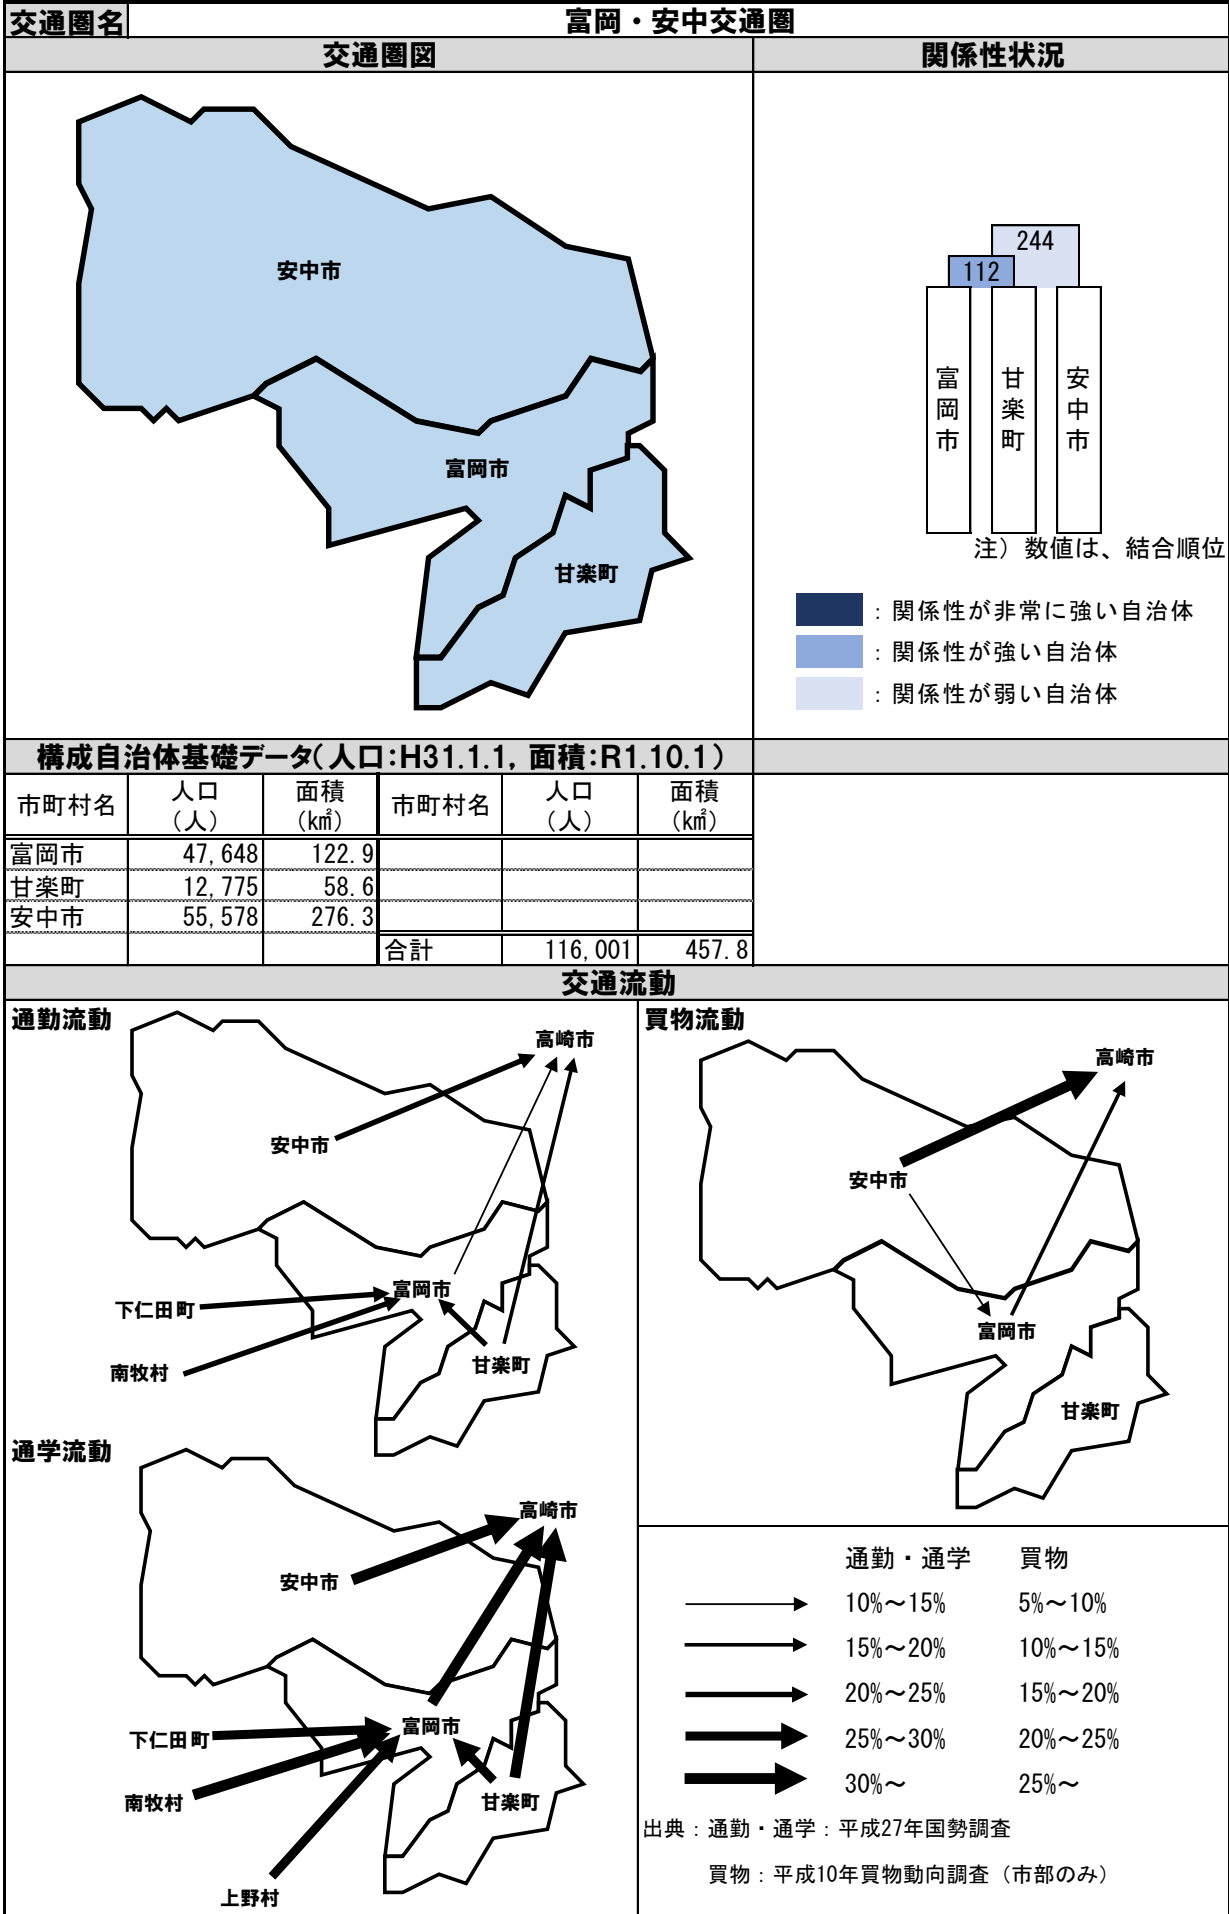 交通圏名 富岡・安中交通圏
交通圏図 関係性状況
安中市
富岡市
甘楽町
244
112
富岡市
甘楽町
安中市
注）数値は、結合順位
：関係性が非常に強い自治体
：関係性が強い自治体
：関係性が弱い自治体
構成自治体基礎データ（人口：H31.1.1，面積：R1.10.1）
市町村名 人口（人） 面積（㎢） 市町村名 人口（人） 面積（㎢）
富岡市 47,648 122.9
甘楽町 12,775 58.6
安中市 55,578 276.3
合計 116,001 457.8
交通流動
通勤流動
高崎市
安中市
富岡市
下仁田町
南牧村
甘楽町
買物流動
高崎市
安中市
富岡市
甘楽町
通学流動
高崎市
安中市
富岡市
下仁田町
南牧村
甘楽町
上野村
通勤・通学 買物
10%～15% 5%～10%
15%～20% 10%～15%
20%～25% 15%～20%
25%～30% 20%～25%
30%～ 25%～
出典：通勤・通学：平成27年国勢調査
買物：平成10年買物動向調査（市部のみ）